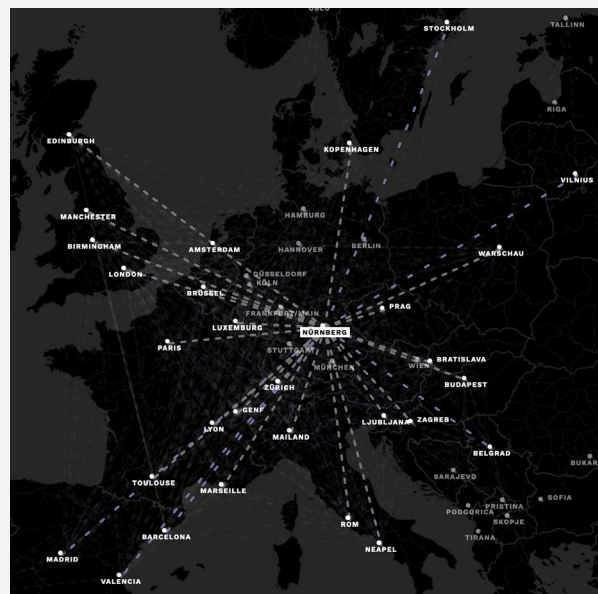 OSLO
STOCKHOLM
TALLINN
RIGA
EDINBURGH
KOPENHAGEN
VILNIUS
MANCHESTER
HAMBURG
BIRMINGHAM
AMSTERDAM
HANNOVER
BERLIN
WARSCHAU
LONDON
DÜSSELDORF
KÖLN
BRÜSSEL
PRAG
FRANKFURT/MAIN
LUXEMBURG
NÜRNBERG
PARIS
STUTTGART
BRATISLAVA
WIEN
MÜNCHEN
BUDAPEST
ZÜRICH
GENF
LYON
LJUBLJANA
ZAGREB
MAILAND
BELGRAD
BUKAR
SARAJEVO
TOULOUSE
MARSEILLE
SOFIA
PRISTINA
PODGORICA
SKOPJE
ROM
BARCELONA
TIRANA
NEAPEL
MADRID
VALENCIA